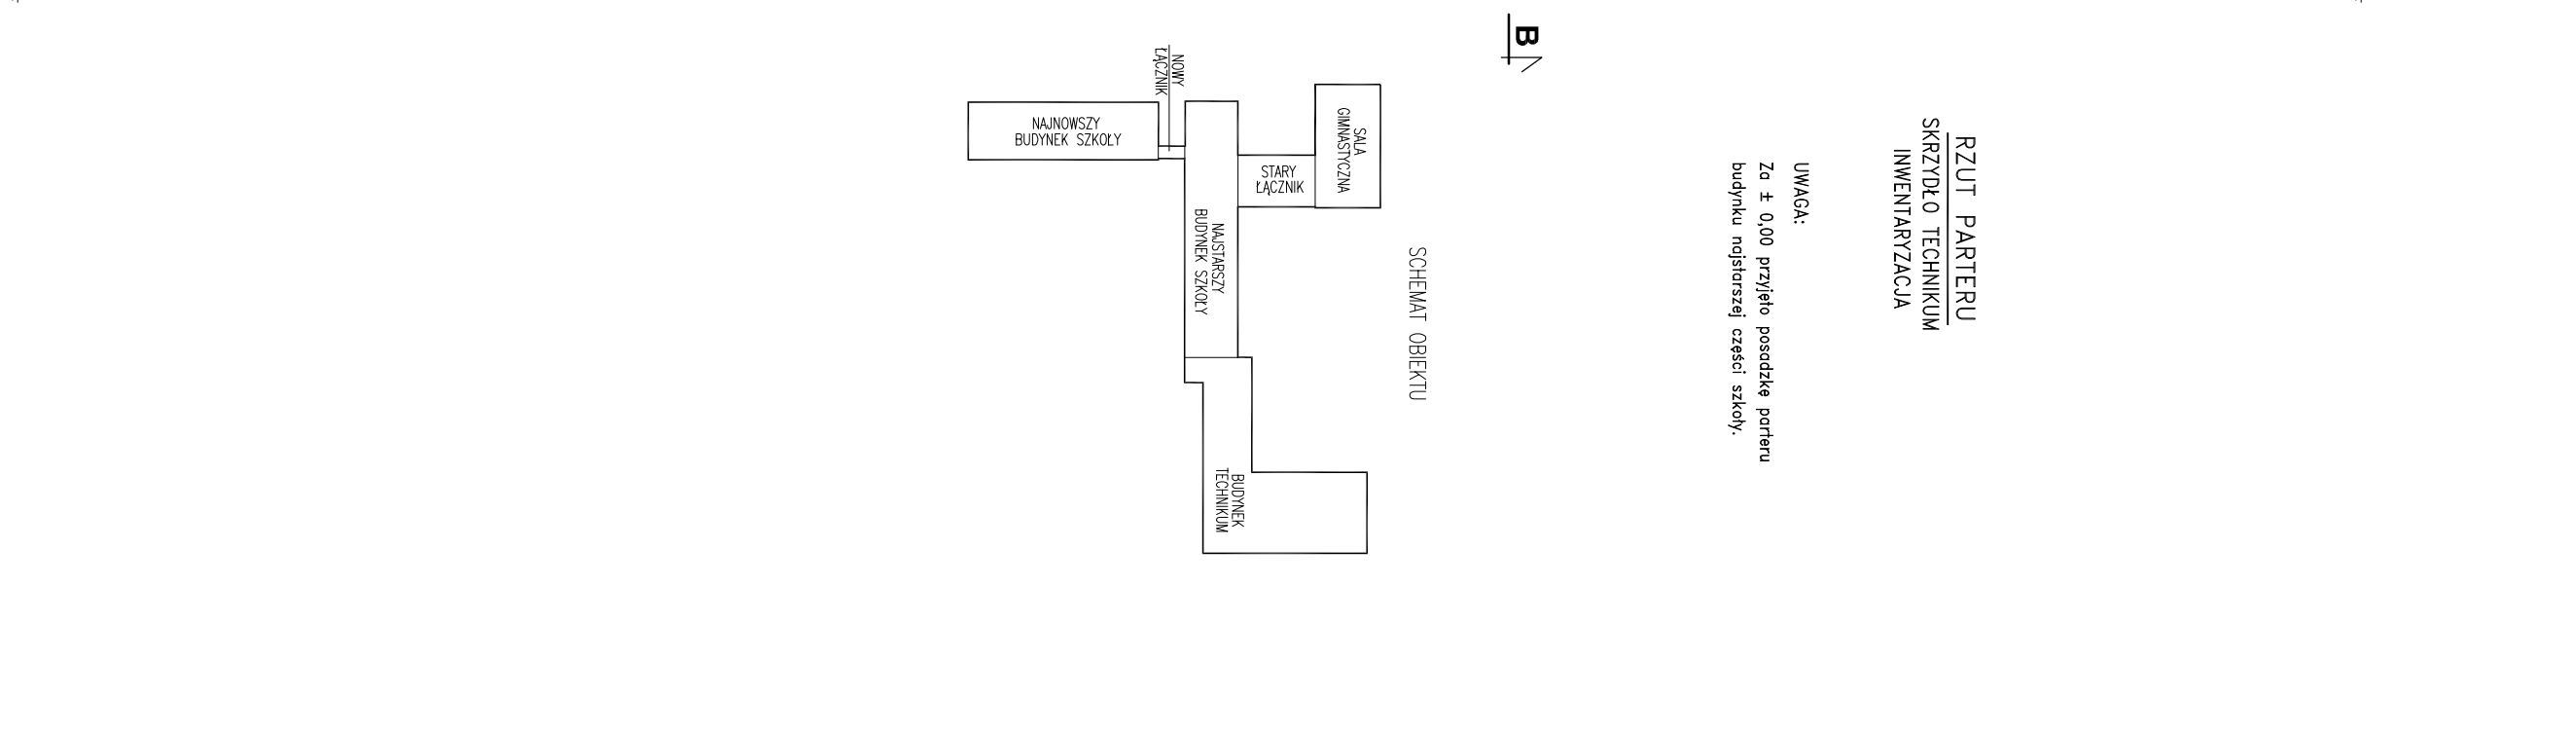 B
NOWY
ŁĄCZNIK
NAJNOWSZY
BUDYNEK SZKOŁY
SALA
GIMNASTYCZNA
STARY
ŁĄCZNIK
NAJSTARSZY
BUDYNEK SZKOŁY
BUDYNEK
TECHNIKUM
SCHEMAT OBIEKTU
RZUT PARTERU
SKRZYDŁO TECHNIKUM
INWENTARYZACJA
UWAGA:
Za ± 0,00 przyjęto posadzkę parteru
budynku najstarszej części szkoły.